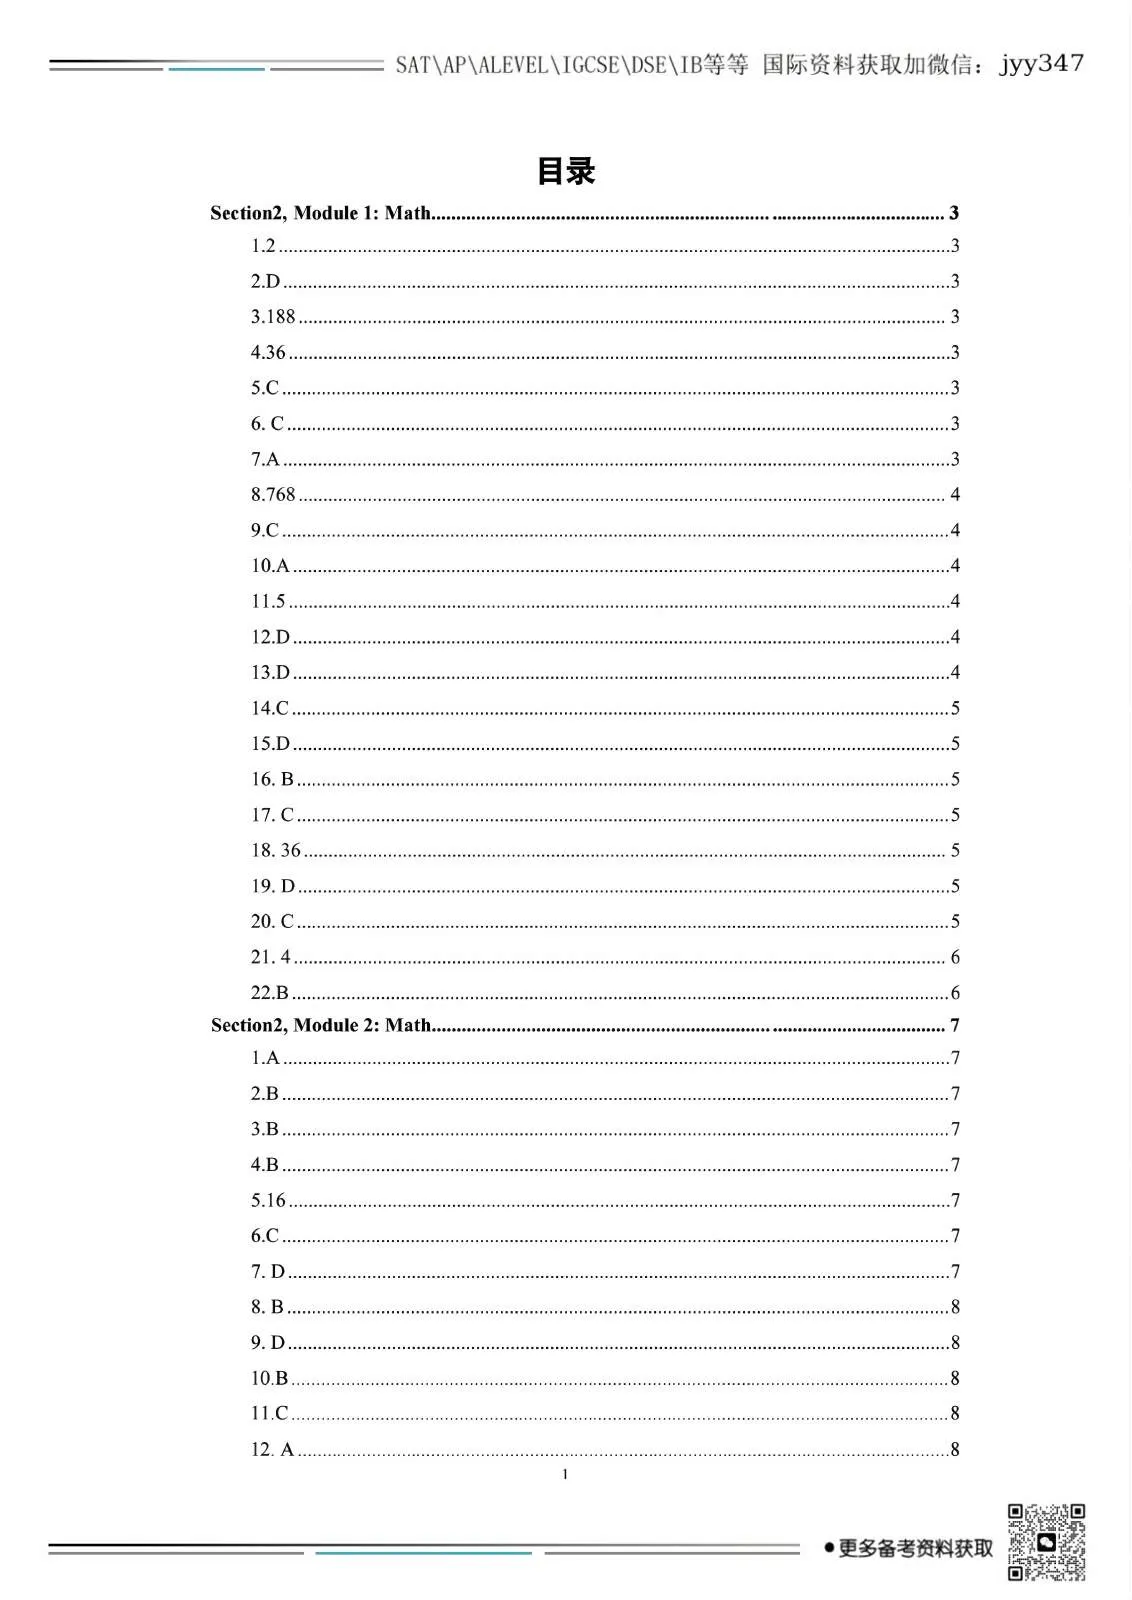 SAT\AP\ALEVEL\IGCSE\DSE\IB等等 国际资料获取加微信: jyy347
目录
Section2, Module 1: Math 3
1.2 3
2.D 3
3.188 3
4.36 3
5.C 3
6. C 3
7.A 3
8.768 4
9.C 4
10.A 4
11.5 4
12.D 4
13.D 4
14.C 5
15.D 5
16. B 5
17. C 5
18. 36 5
19. D 5
20. C 5
21. 4 6
22.B 6
Section2, Module 2: Math 7
1.A 7
2.B 7
3.B 7
4.B 7
5.16 7
6.C 7
7. D 7
8. B 8
9. D 8
10.B 8
11.C 8
12. A 8
1
●更多备考资料获取